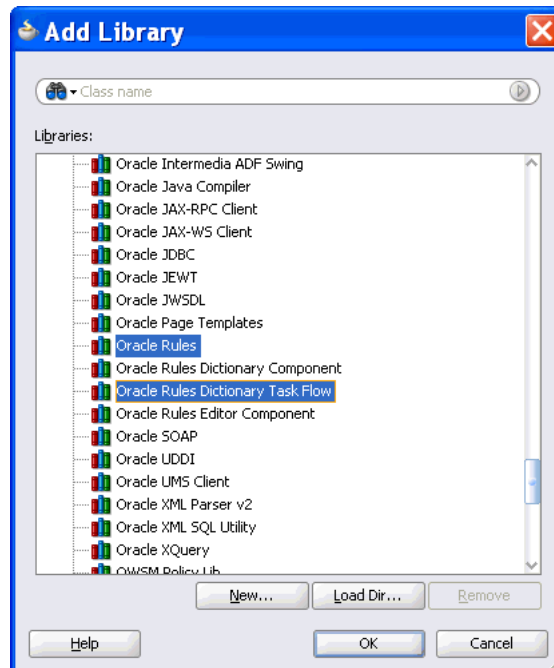 Add Library
Class name
Libraries:
Oracle Intermedia ADF Swing
Oracle Java Compiler
Oracle JAX-RPC Client
Oracle JAX-WS Client
Oracle JDBC
Oracle JEWT
Oracle JWSDL
Oracle Page Templates
Oracle Rules
Oracle Rules Dictionary Component
Oracle Rules Dictionary Task Flow
Oracle Rules Editor Component
Oracle SOAP
Oracle UDDI
Oracle UMS Client
Oracle XML Parser v2
Oracle XML SQL Utility
Oracle XQuery
OWSM Policy Lib
New... Load Dir... Remove
Help OK Cancel